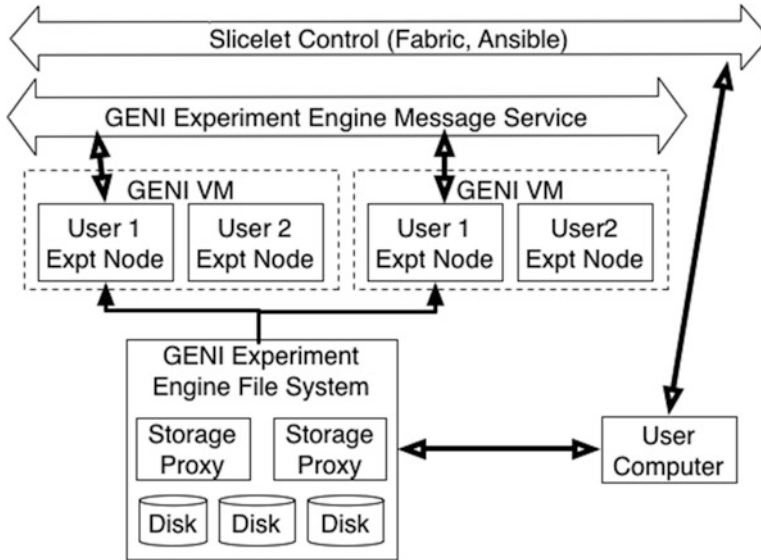 Slicelet Control (Fabric, Ansible)
GENI Experiment Engine Message Service
GENI VM
User 1
Expt Node
User 2
Expt Node
GENI VM
User 1
Expt Node
User2
Expt Node
GENI Experiment
Engine File System
Storage
Proxy
Storage
Proxy
Disk
Disk
Disk
User
Computer